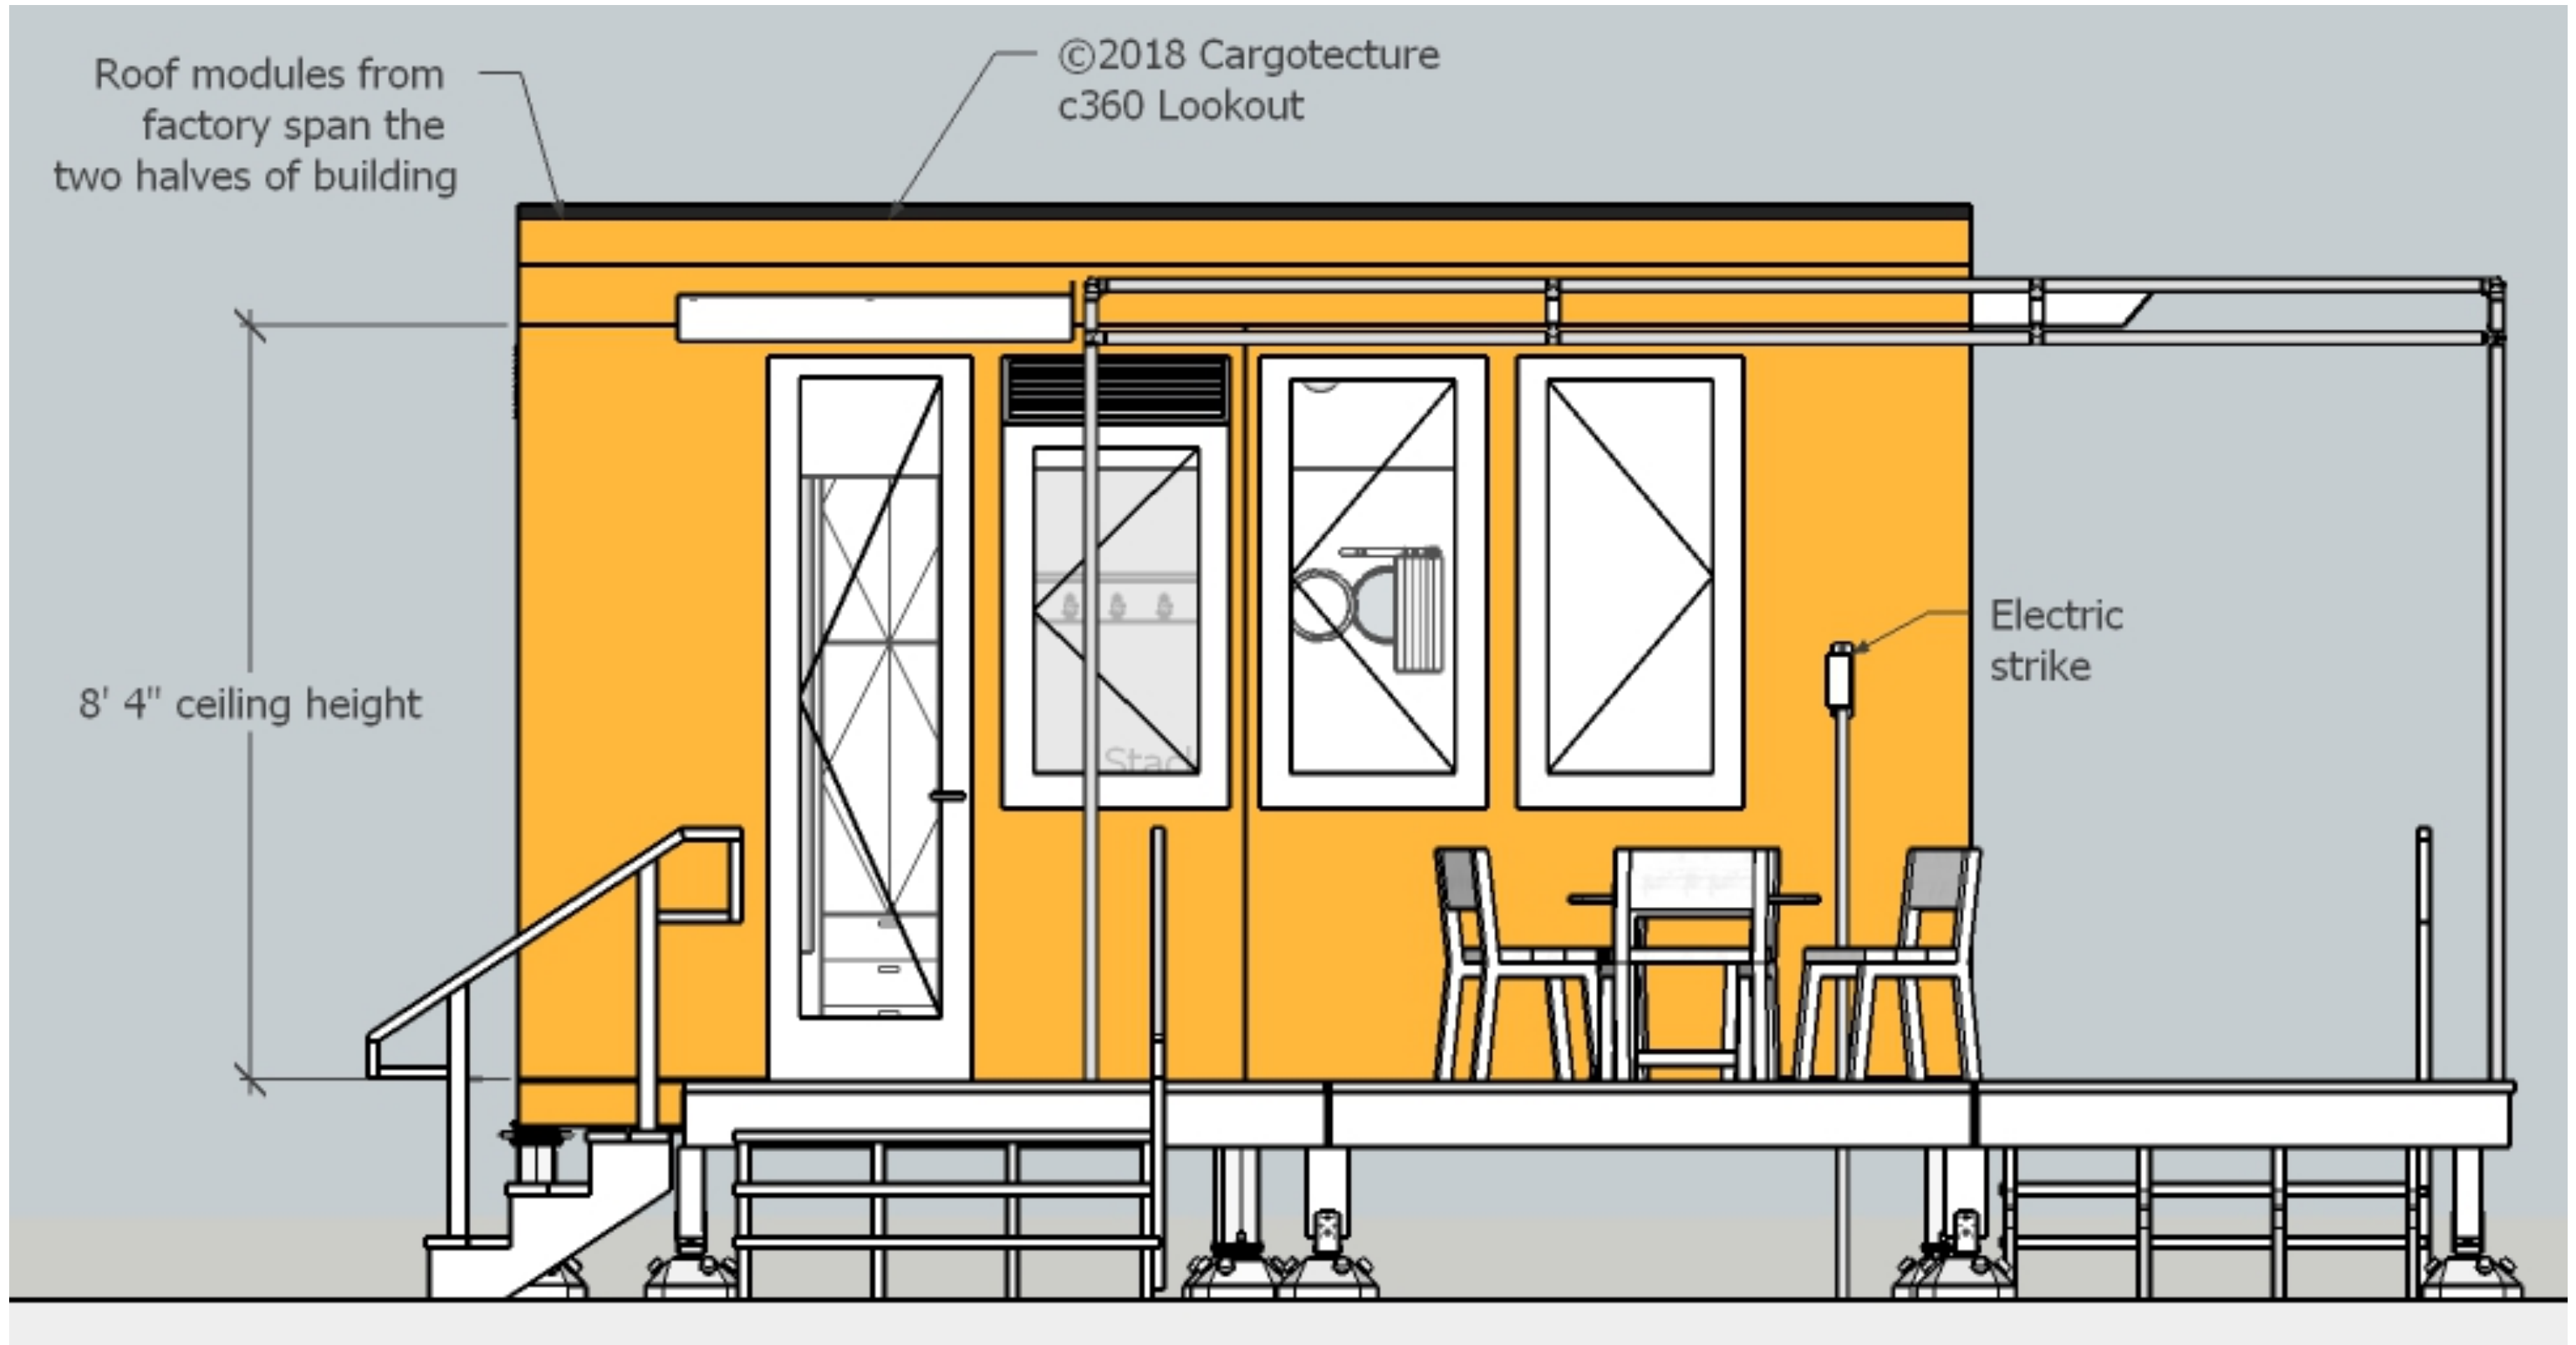 Roof modules from
factory span the
two halves of building
©2018 Cargotecture
c360 Lookout
Electric
strike
8' 4" ceiling height